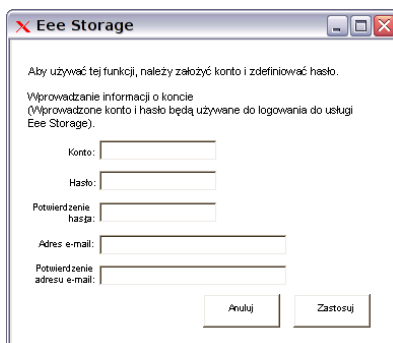 Eee Storage
Aby używać tej funkcji, należy założyć konto i zdefiniować hasło.
Wprowadzanie informacji o koncie
(Wprowadzone konto i hasło będą używane do logowania do usługi
Eee Storage).
Konto:
Hasło:
Potwierdzenie
hasła:
Adres e-mail:
Potwierdzenie
adresu e-mail:
Anuluj
Zastosuj